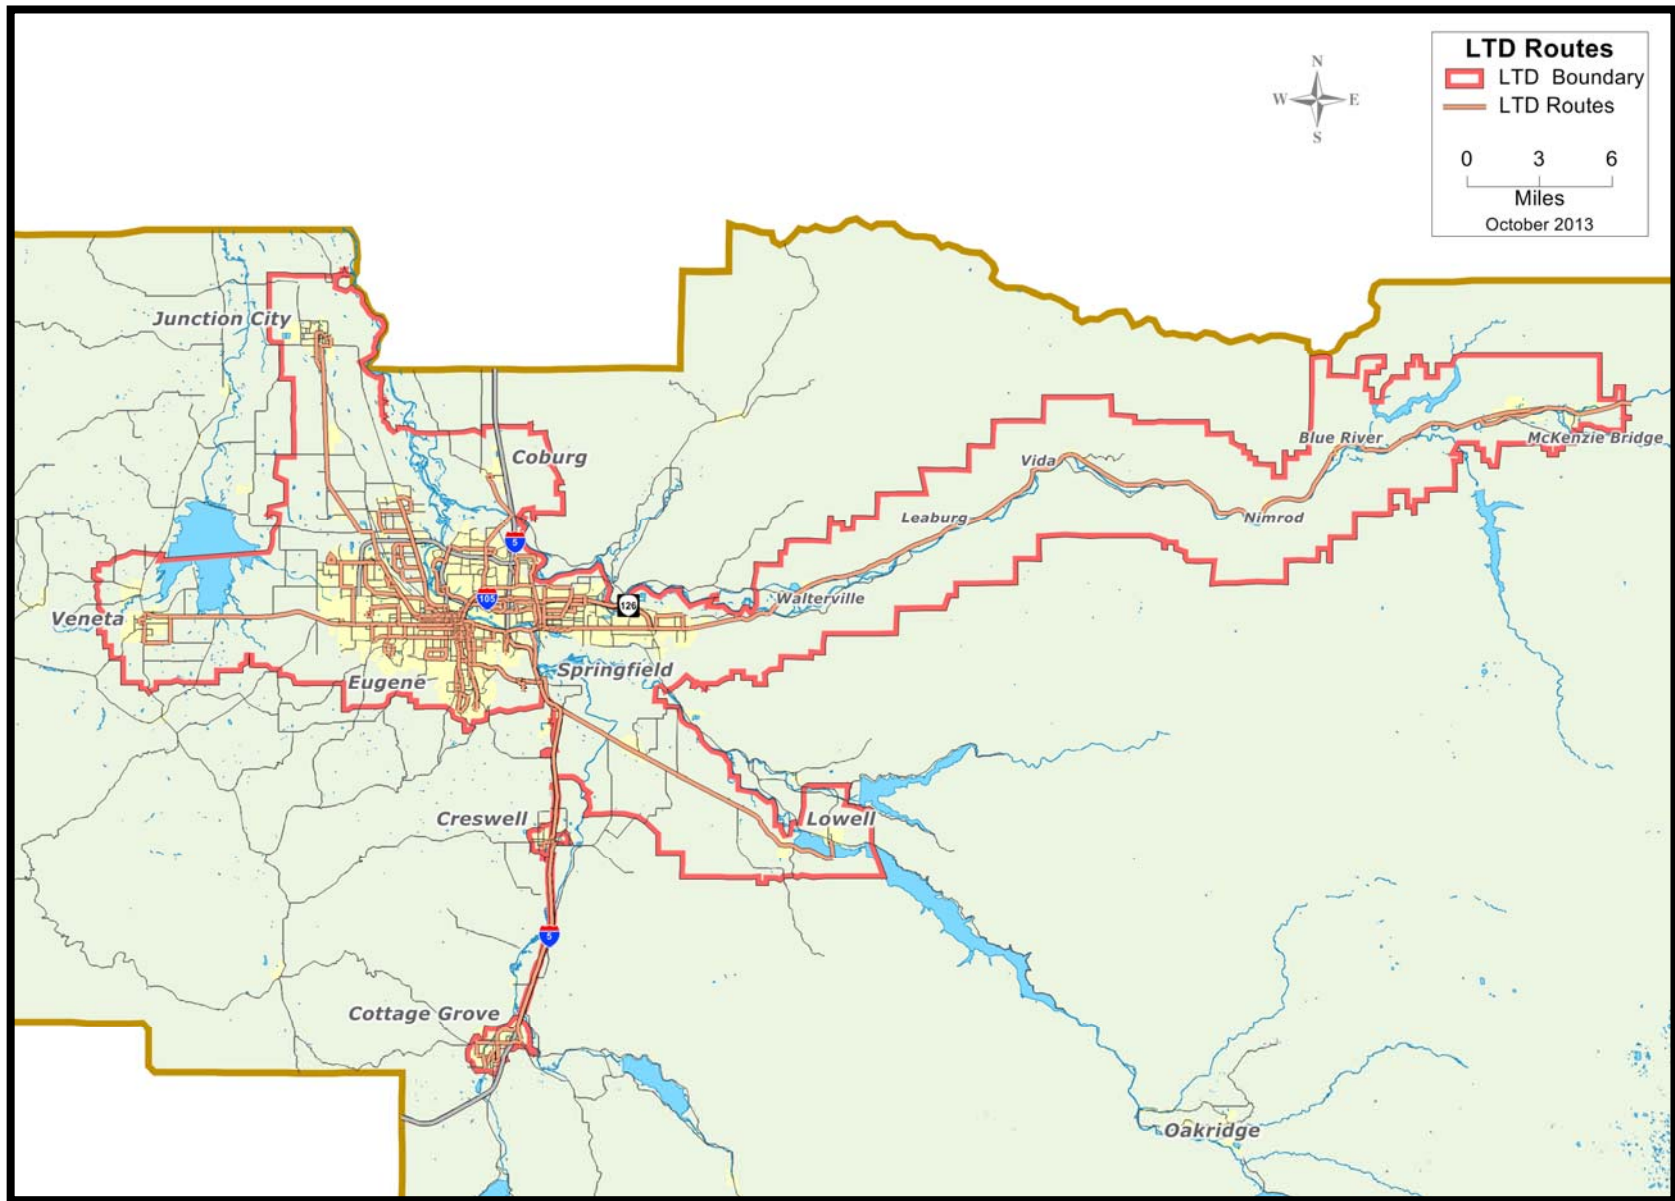 N
W E
S
LTD Routes
LTD Boundary
LTD Routes
0 3 6
Miles
October 2013
Junction City
Coburg
Blue River
McKenzie Bridge
Vida
Leaburg
Nimrod
5
105
126
Walterville
Veneta
Springfield
Eugene
Creswell
Lowell
5
Cottage Grove
Oakridge